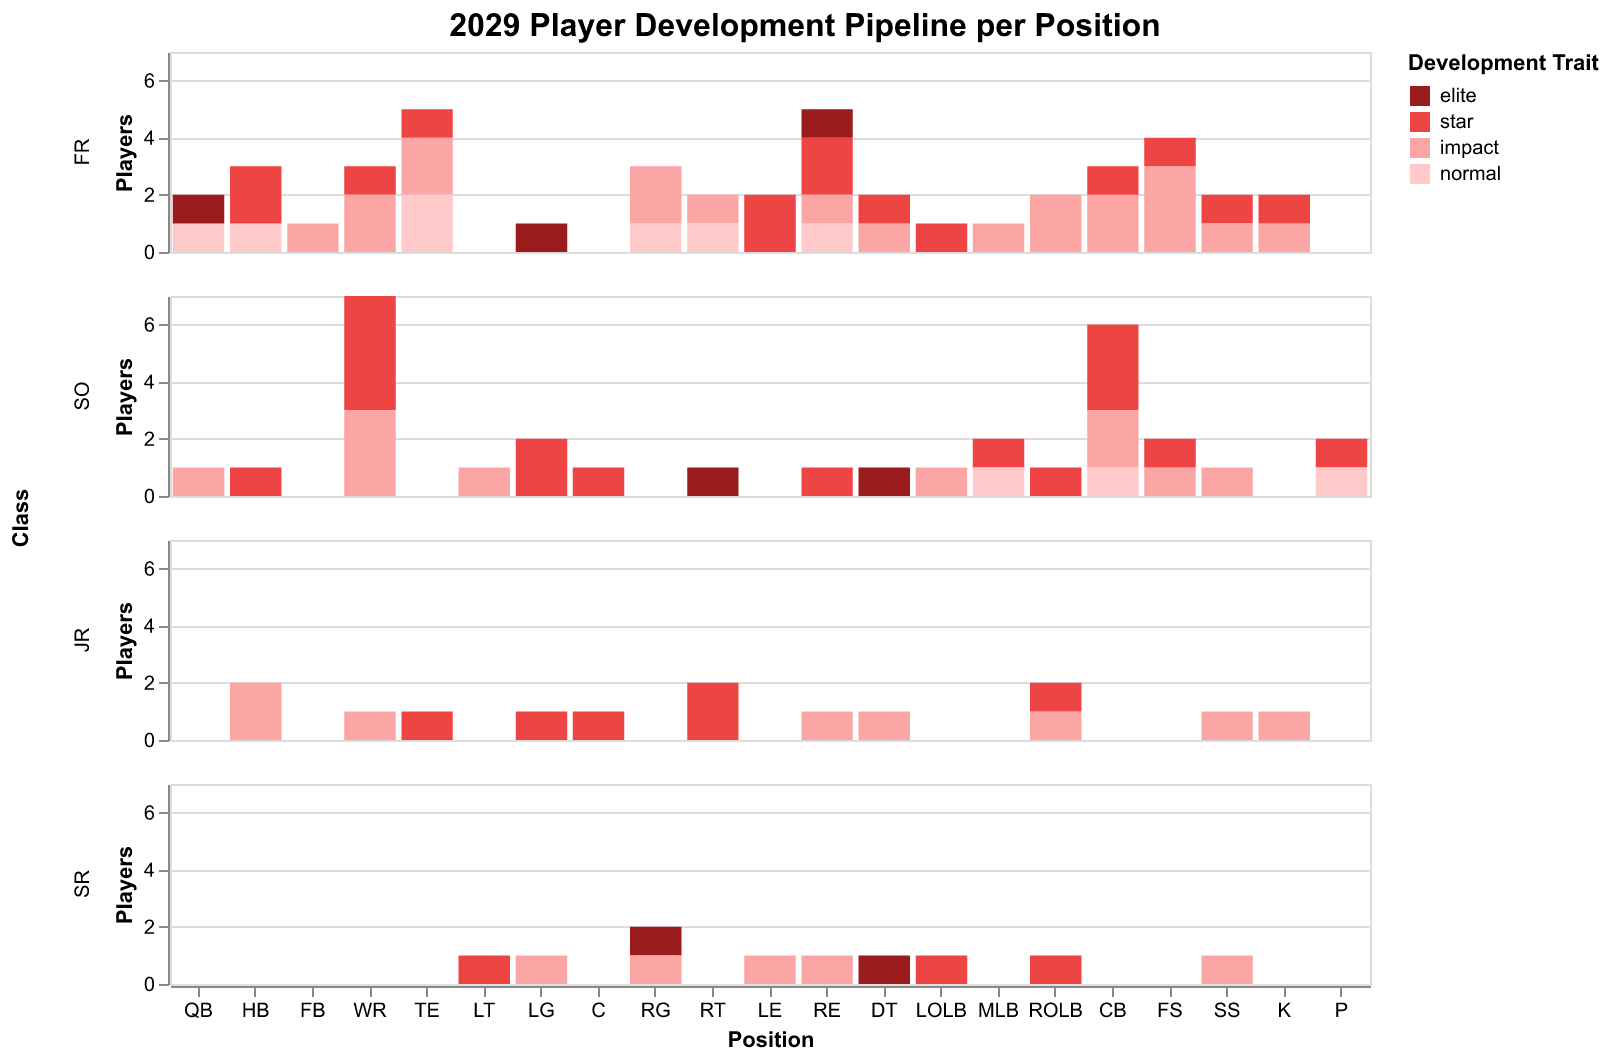 2029 Player Development Pipeline per Position
Development Trait
elite
star
impact
normal
Class
FR
Players
6
4
2
0
SO
Players
6
4
2
0
JR
Players
6
4
2
0
SR
Players
6
4
2
0
QB HB FB WR TE LT LG C RG RT LE RE DT LOLB MLB ROLB CB FS SS K P
Position